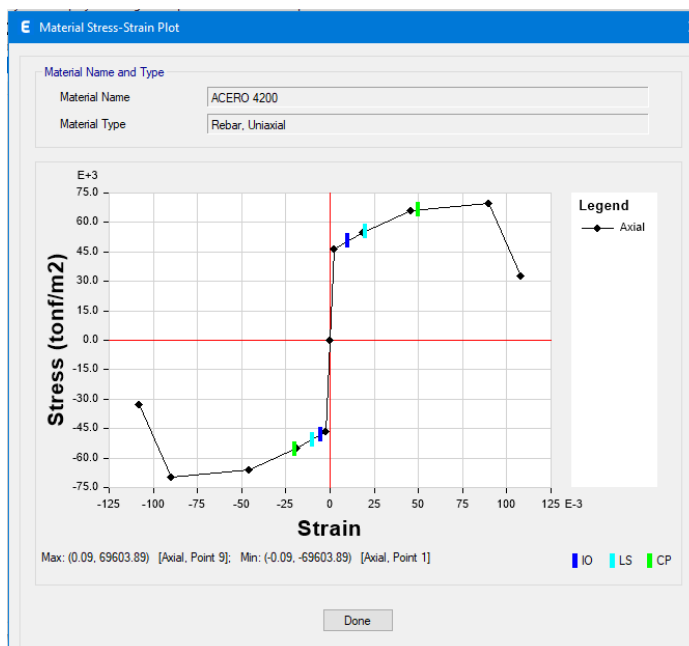 E Material Stress-Strain Plot
Material Name and Type
Material Name ACERO 4200
Material Type Rebar, Uniaxial
E+3
75.0
60.0
45.0
30.0
15.0
0.0
-15.0
-30.0
-45.0
-60.0
-75.0
Stress (tonf/m2)
-125 -100 -75 -50 -25 0 25 50 75 100 125 E-3
Strain
Legend
Axial
Max: (0.09, 69603.89) [Axial, Point 9]; Min: (-0.09, -69603.89) [Axial, Point 1]
IO LS CP
Done